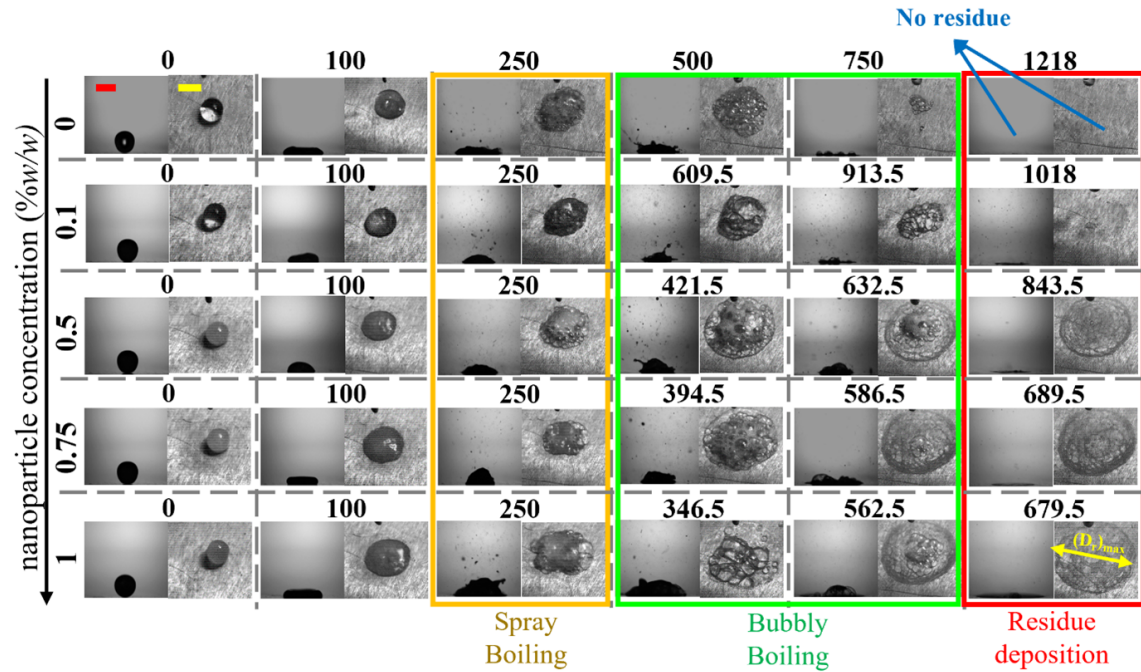 No residue
0 100 250 500 750 1218
nanoparticle concentration (%w/w)
0
0 100 250 609.5 913.5 1018
0.1
0 100 250 421.5 632.5 843.5
0.5
0 100 250 394.5 586.5 689.5
0.75
0 100 250 346.5 562.5 679.5
1
(Dr)max
Spray
Boiling
Bubbly
Boiling
Residue
deposition